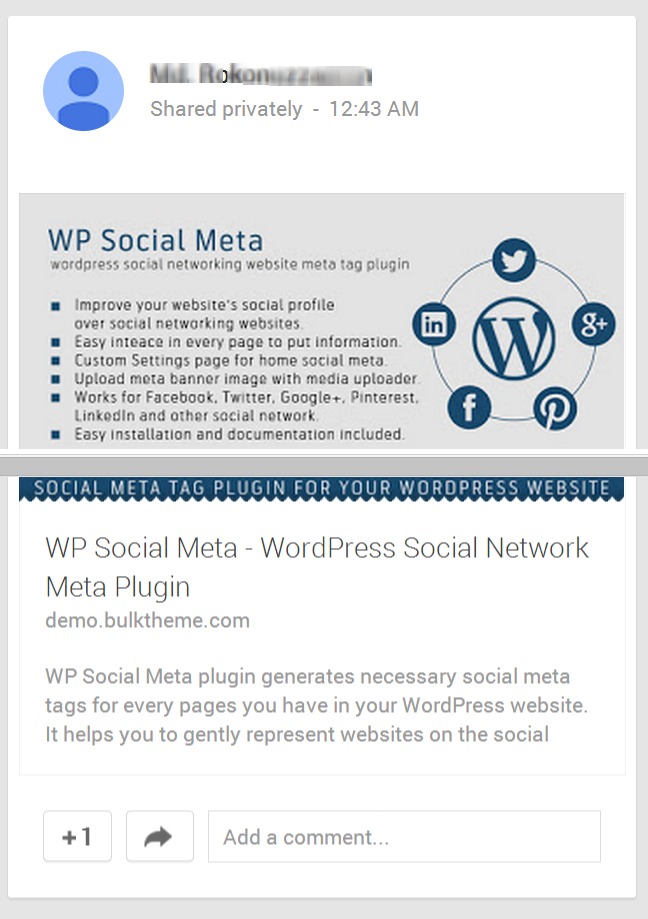 Md.
Shared privately - 12:43 AM
WP Social Meta
wordpress social networking website meta tag plugin
Improve your website's social profile
over social networking websites.
Easy inteace in every page to put information.
Custom Settings page for home social meta.
Upload meta banner image with media uploader.
Works for Facebook, Twitter, Google+, Pinterest,
LinkedIn and other social network.
Easy installation and documentation included.
in
g+
W
f
SOCIAL META TAG PLUGIN FOR YOUR WORDPRESS WEBSITE
WP Social Meta - WordPress Social Network
Meta Plugin
demo.bulktheme.com
WP Social Meta plugin generates necessary social meta
tags for every pages you have in your WordPress website.
It helps you to gently represent websites on the social
+1
Add a comment...